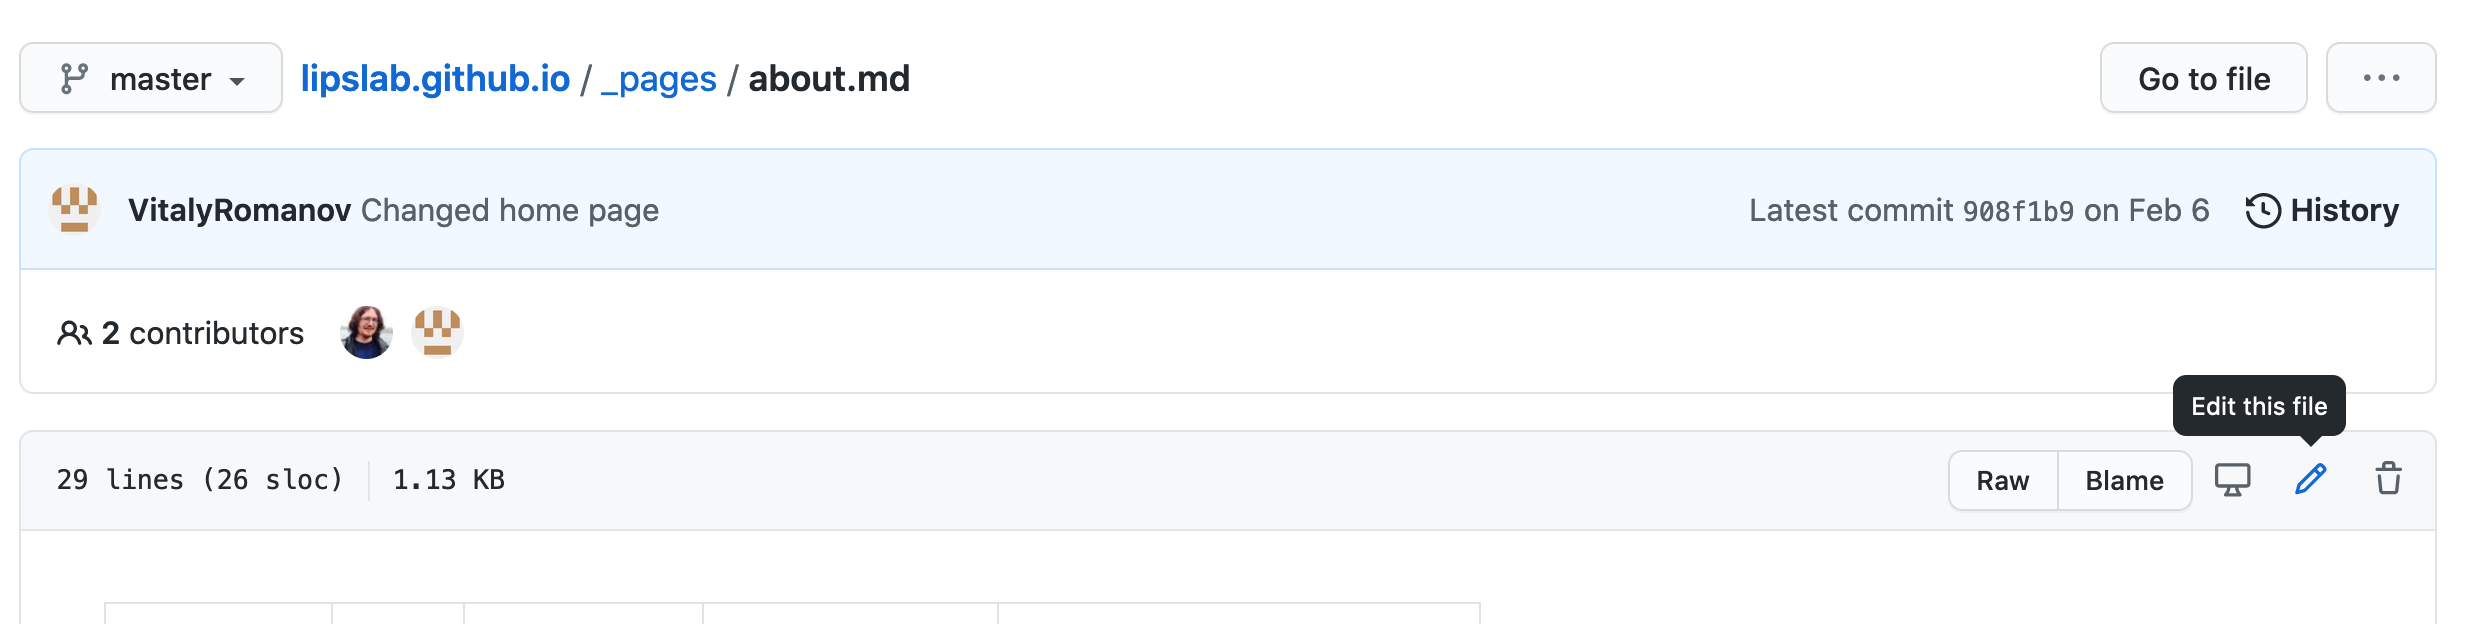 master lipslab.github.io / _pages / about.md Go to file ...
VitalyRomanov Changed home page Latest commit 908f1b9 on Feb 6 History
2 contributors
Edit this file
29 lines (26 sloc) 1.13 KB Raw Blame